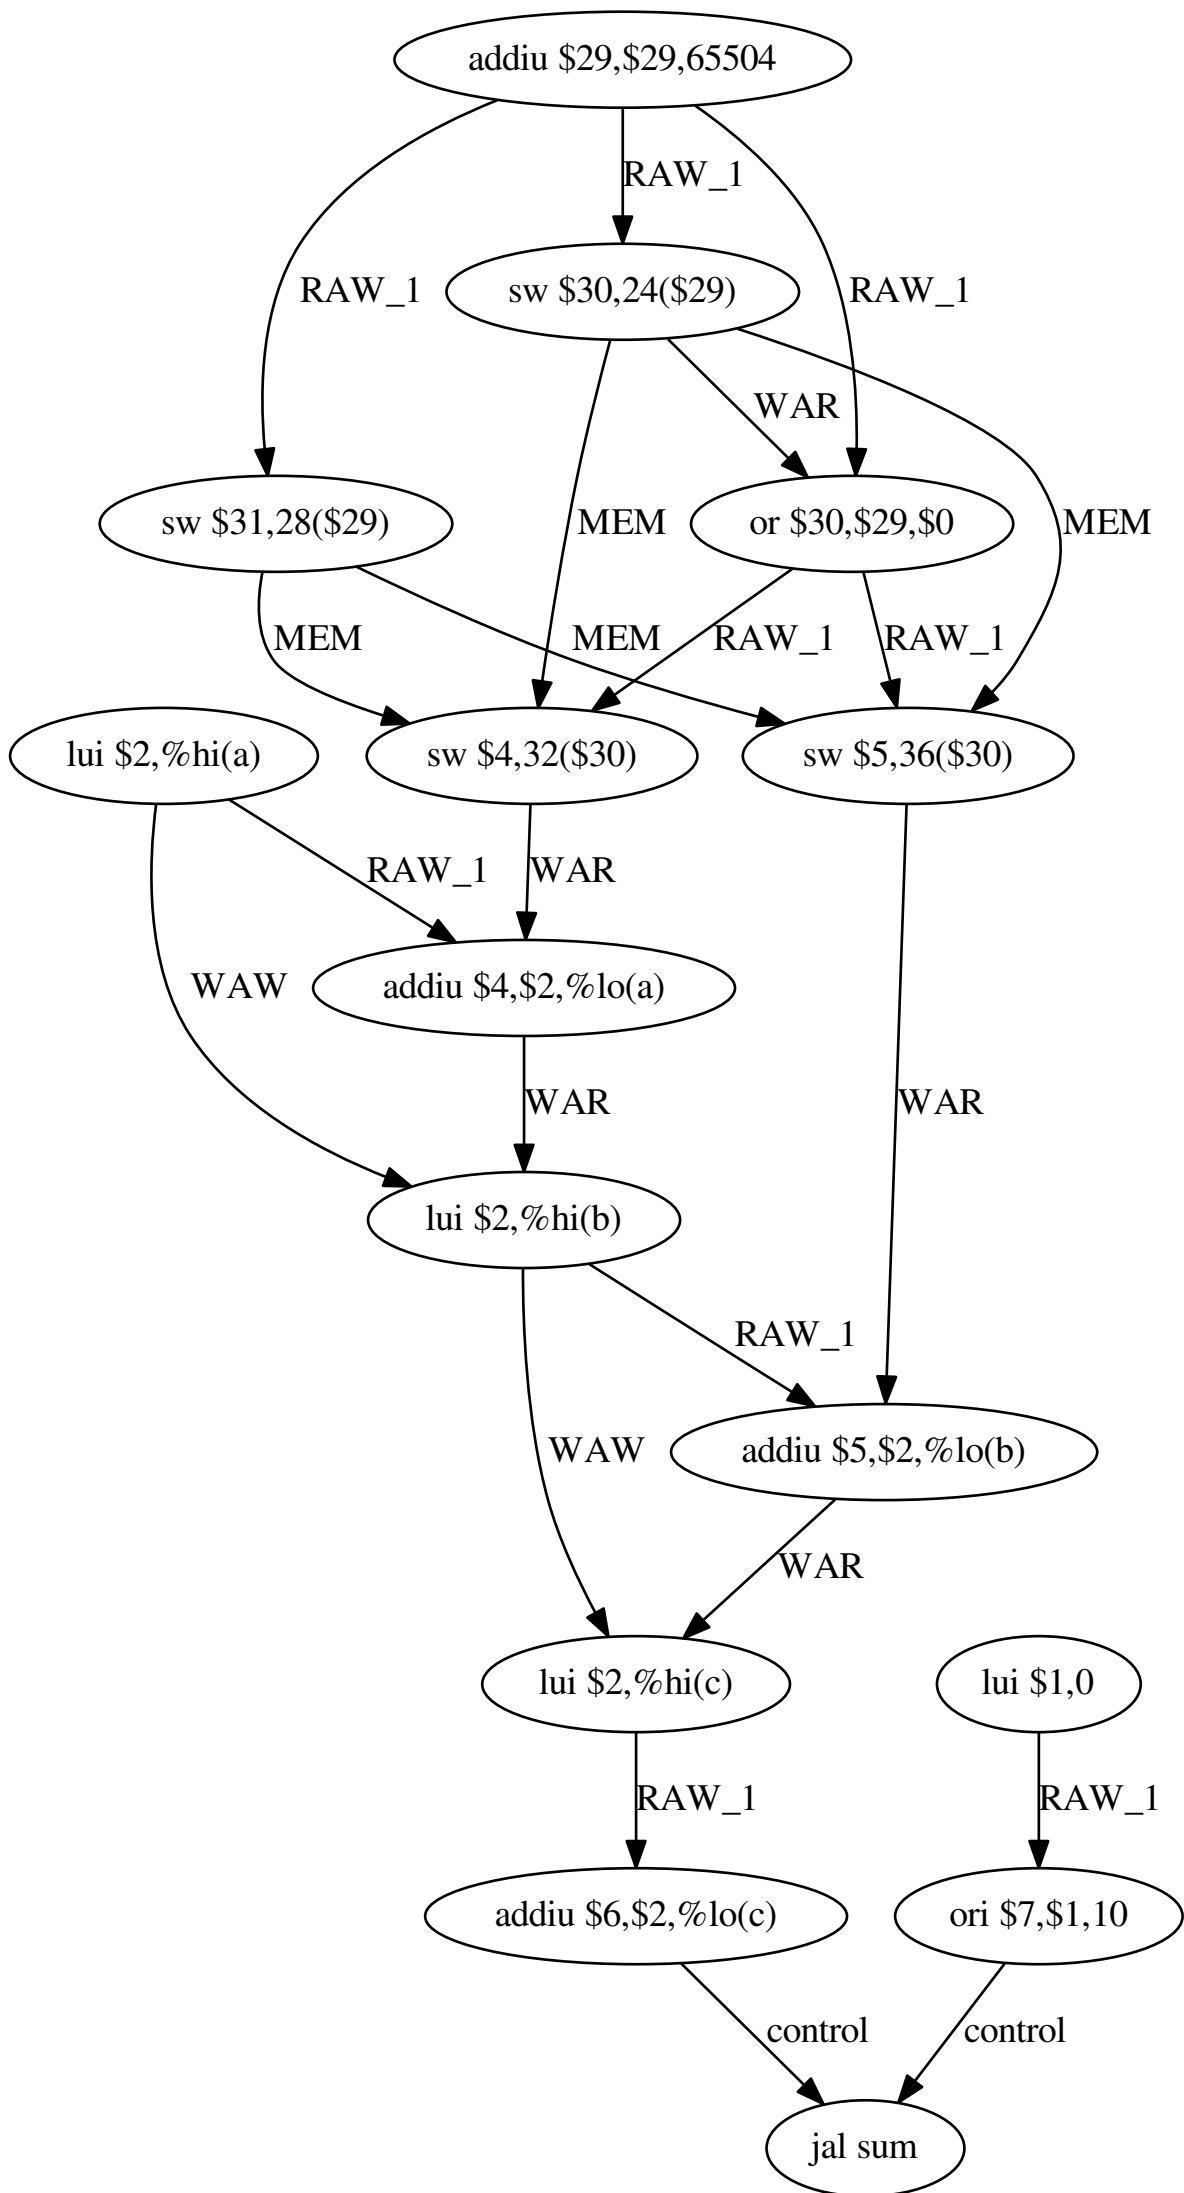 addiu $29,$29,65504
RAW_1
sw $30,24($29)
RAW_1
RAW_1
WAR
sw $31,28($29)
MEM
or $30,$29,$0
MEM
MEM
MEM
RAW_1
RAW_1
lui $2,%hi(a)
sw $4,32($30)
sw $5,36($30)
RAW_1
WAR
WAW
addiu $4,$2,%lo(a)
WAR
WAR
lui $2,%hi(b)
RAW_1
WAW
addiu $5,$2,%lo(b)
WAR
lui $2,%hi(c)
lui $1,0
RAW_1
RAW_1
addiu $6,$2,%lo(c)
ori $7,$1,10
control
control
jal sum